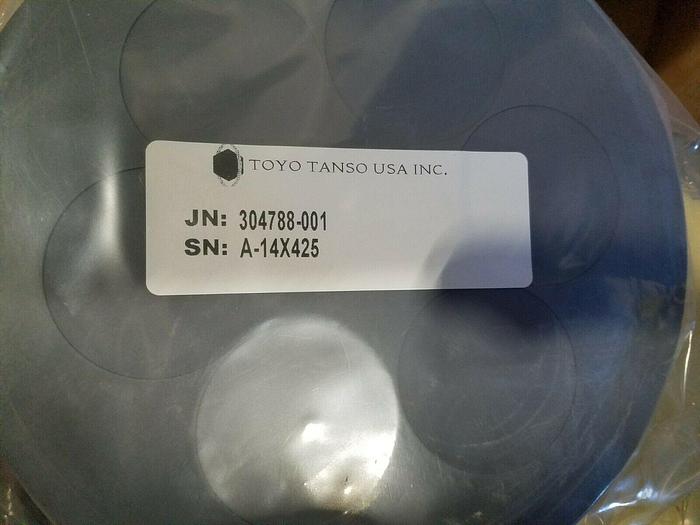 TOYO TANSO USA INC.
JN: 304788-001
SN: A-14X425